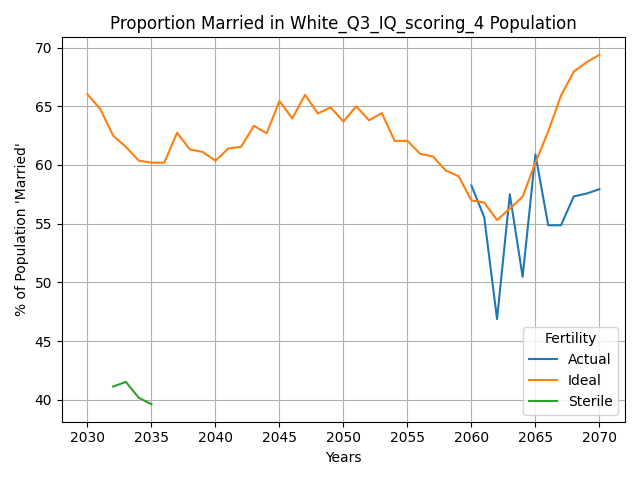 Proportion Married in White_Q3_IQ_scoring_4 Population
% of Population 'Married'
70
65
60
55
50
45
40
2030 2035 2040 2045 2050 2055 2060 2065 2070
Years
Fertility
Actual
Ideal
Sterile